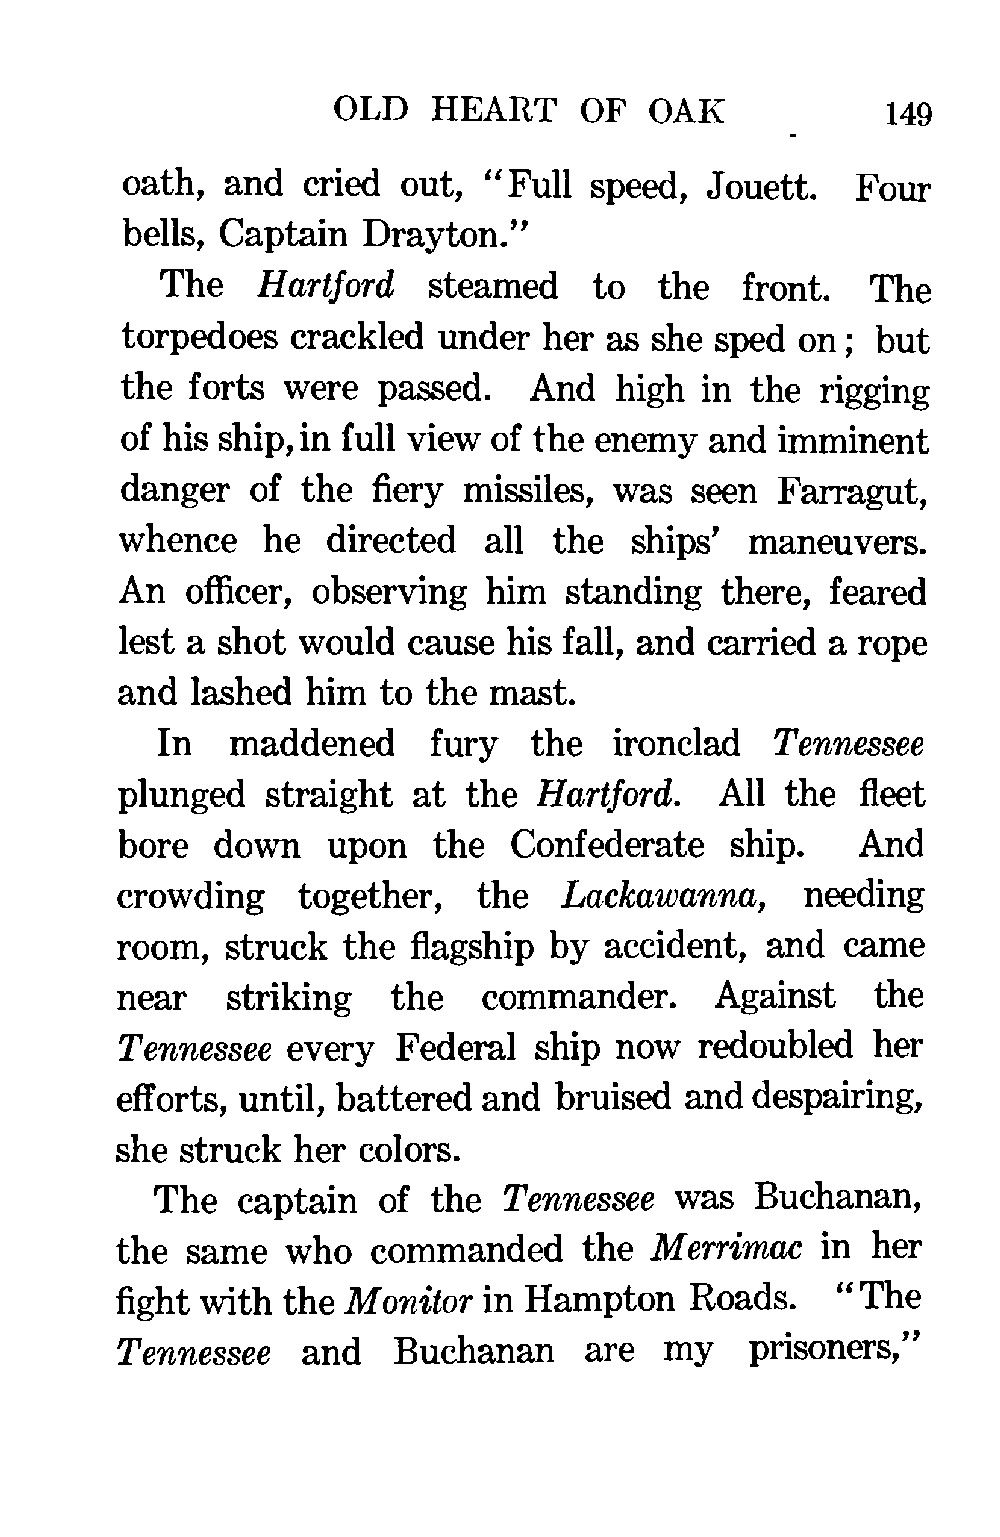 OLD HEART OF OAK 149
oath, and cried out, “Full speed, Jouett. Four
bells, Captain Drayton.”
The Hartford steamed to the front. The
torpedoes crackled under her as she sped on; but
the forts were passed. And high in the rigging
of his ship, in full view of the enemy and imminent
danger of the fiery missiles, was seen Farragut,
whence he directed all the ships’ maneuvers.
An officer, observing him standing there, feared
lest a shot would cause his fall, and carried a rope
and lashed him to the mast.
In maddened fury the ironclad Tennessee
plunged straight at the Hartford. All the fleet
bore down upon the Confederate ship. And
crowding together, the Lackawanna, needing
room, struck the flagship by accident, and came
near striking the commander. Against the
Tennessee every Federal ship now redoubled her
efforts, until, battered and bruised and despairing,
she struck her colors.
The captain of the Tennessee was Buchanan,
the same who commanded the Merrimac in her
fight with the Monitor in Hampton Roads. “The
Tennessee and Buchanan are my prisoners,”